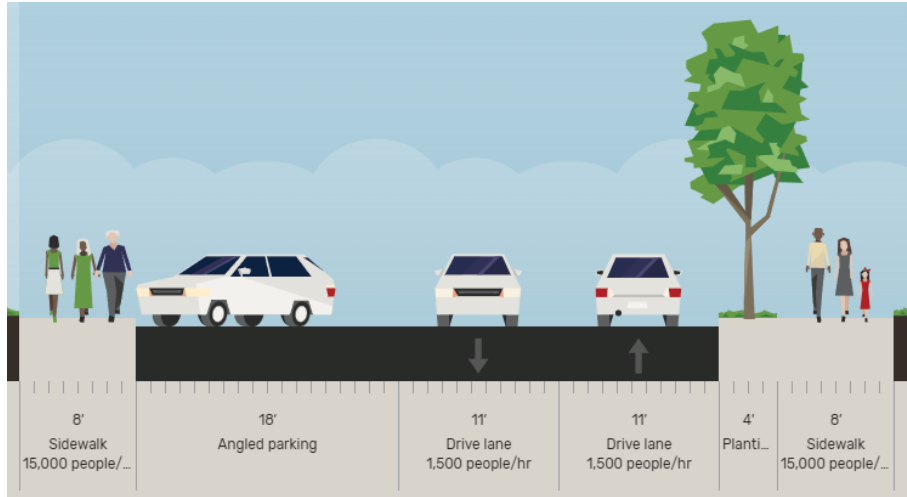 8′
Sidewalk
15,000 people/...
18′
Angled parking
11′
Drive lane
1,500 people/hr
11′
Drive lane
1,500 people/hr
4′
Planti...
8′
Sidewalk
15,000 people/...